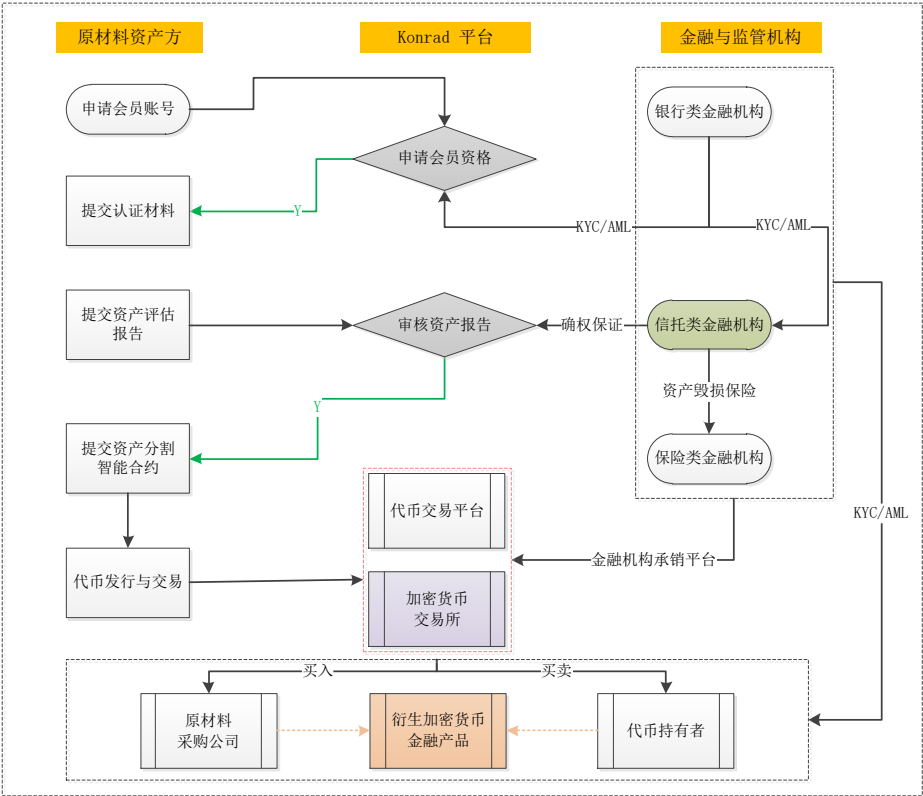 原材料资产方
Konrad 平台
金融与监管机构
申请会员账号
银行类金融机构
申请会员资格
提交认证材料
Y
KYC/AML
KYC/AML
提交资产评估
报告
审核资产报告
确权保证
信托类金融机构
资产毁损保险
Y
提交资产分割
智能合约
保险类金融机构
代币交易平台
KYC/AML
金融机构承销平台
代币发行与交易
加密货币
交易所
买入
买卖
原材料
采购公司
衍生加密货币
金融产品
代币持有者